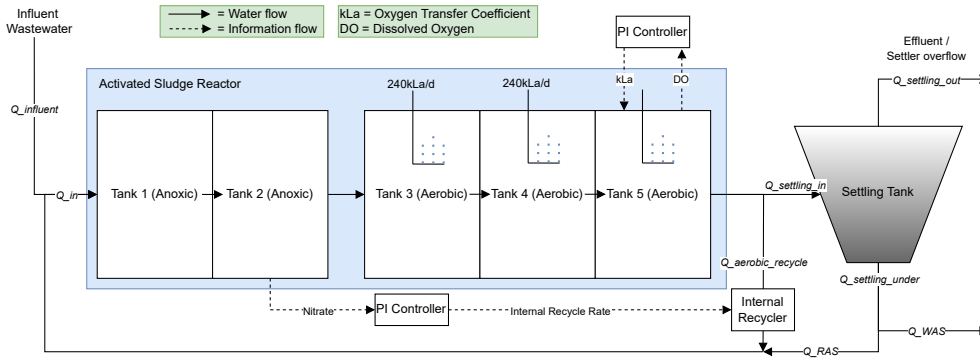 Influent
Wastewater
= Water flow
= Information flow
kLa = Oxygen Transfer Coefficient
DO = Dissolved Oxygen
PI Controller
Effluent /
Settler overflow
Activated Sludge Reactor
240kLa/d
240kLa/d
kLa
DO
Q_settling_out
Q_influent
Q_in
Tank 1 (Anoxic)
Tank 2 (Anoxic)
Tank 3 (Aerobic)
Tank 4 (Aerobic)
Tank 5 (Aerobic)
Q_settling_in
Settling Tank
Q_aerobic_recycle
Q_settling_under
Nitrate
PI Controller
Internal Recycle Rate
Internal
Recycler
Q_WAS
Q_RAS